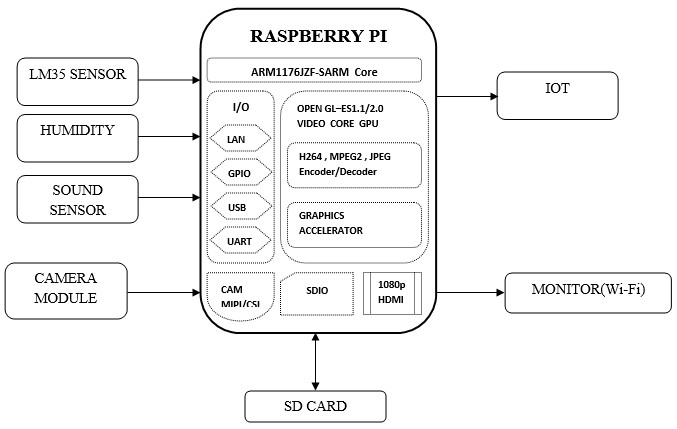 RASPBERRY PI
ARM1176JZF-SARM Core
LM35 SENSOR
HUMIDITY
SOUND
SENSOR
CAMERA
MODULE
I/O
LAN
GPIO
USB
UART
OPEN GL–ES1.1/2.0
VIDEO CORE GPU
H264 , MPEG2 , JPEG
Encoder/Decoder
GRAPHICS
ACCELERATOR
CAM
MIPI/CSI
SDIO
1080p
HDMI
IOT
MONITOR(Wi-Fi)
SD CARD